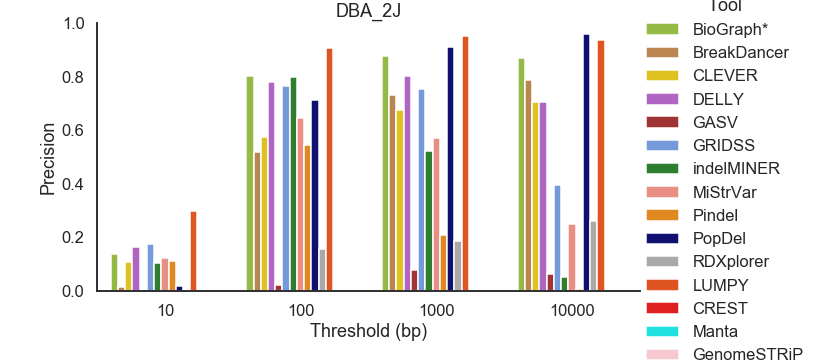 DBA_2J
Tool
BioGraph*
BreakDancer
CLEVER
DELLY
GASV
GRIDSS
indelMINER
MiStrVar
Pindel
PopDel
RDXplorer
LUMPY
CREST
Manta
GenomeSTRiP
Precision
1.0
0.8
0.6
0.4
0.2
0.0
10
100
1000
10000
Threshold (bp)